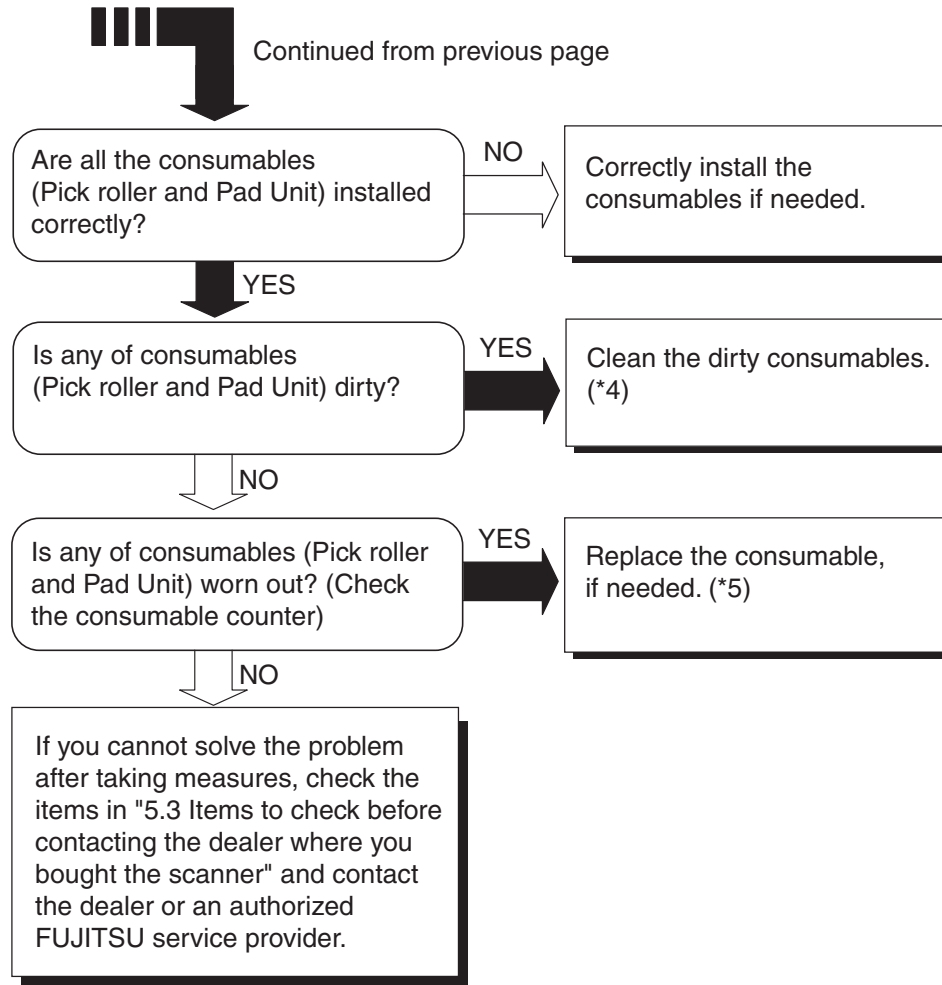 Continued from previous page
Are all the consumables
(Pick roller and Pad Unit) installed
correctly?
NO
Correctly install the
consumables if needed.
YES
Is any of consumables
(Pick roller and Pad Unit) dirty?
YES
Clean the dirty consumables.
(*4)
NO
Is any of consumables (Pick roller
and Pad Unit) worn out? (Check
the consumable counter)
YES
Replace the consumable,
if needed. (*5)
NO
If you cannot solve the problem
after taking measures, check the
items in "5.3 Items to check before
contacting the dealer where you
bought the scanner" and contact
the dealer or an authorized
FUJITSU service provider.